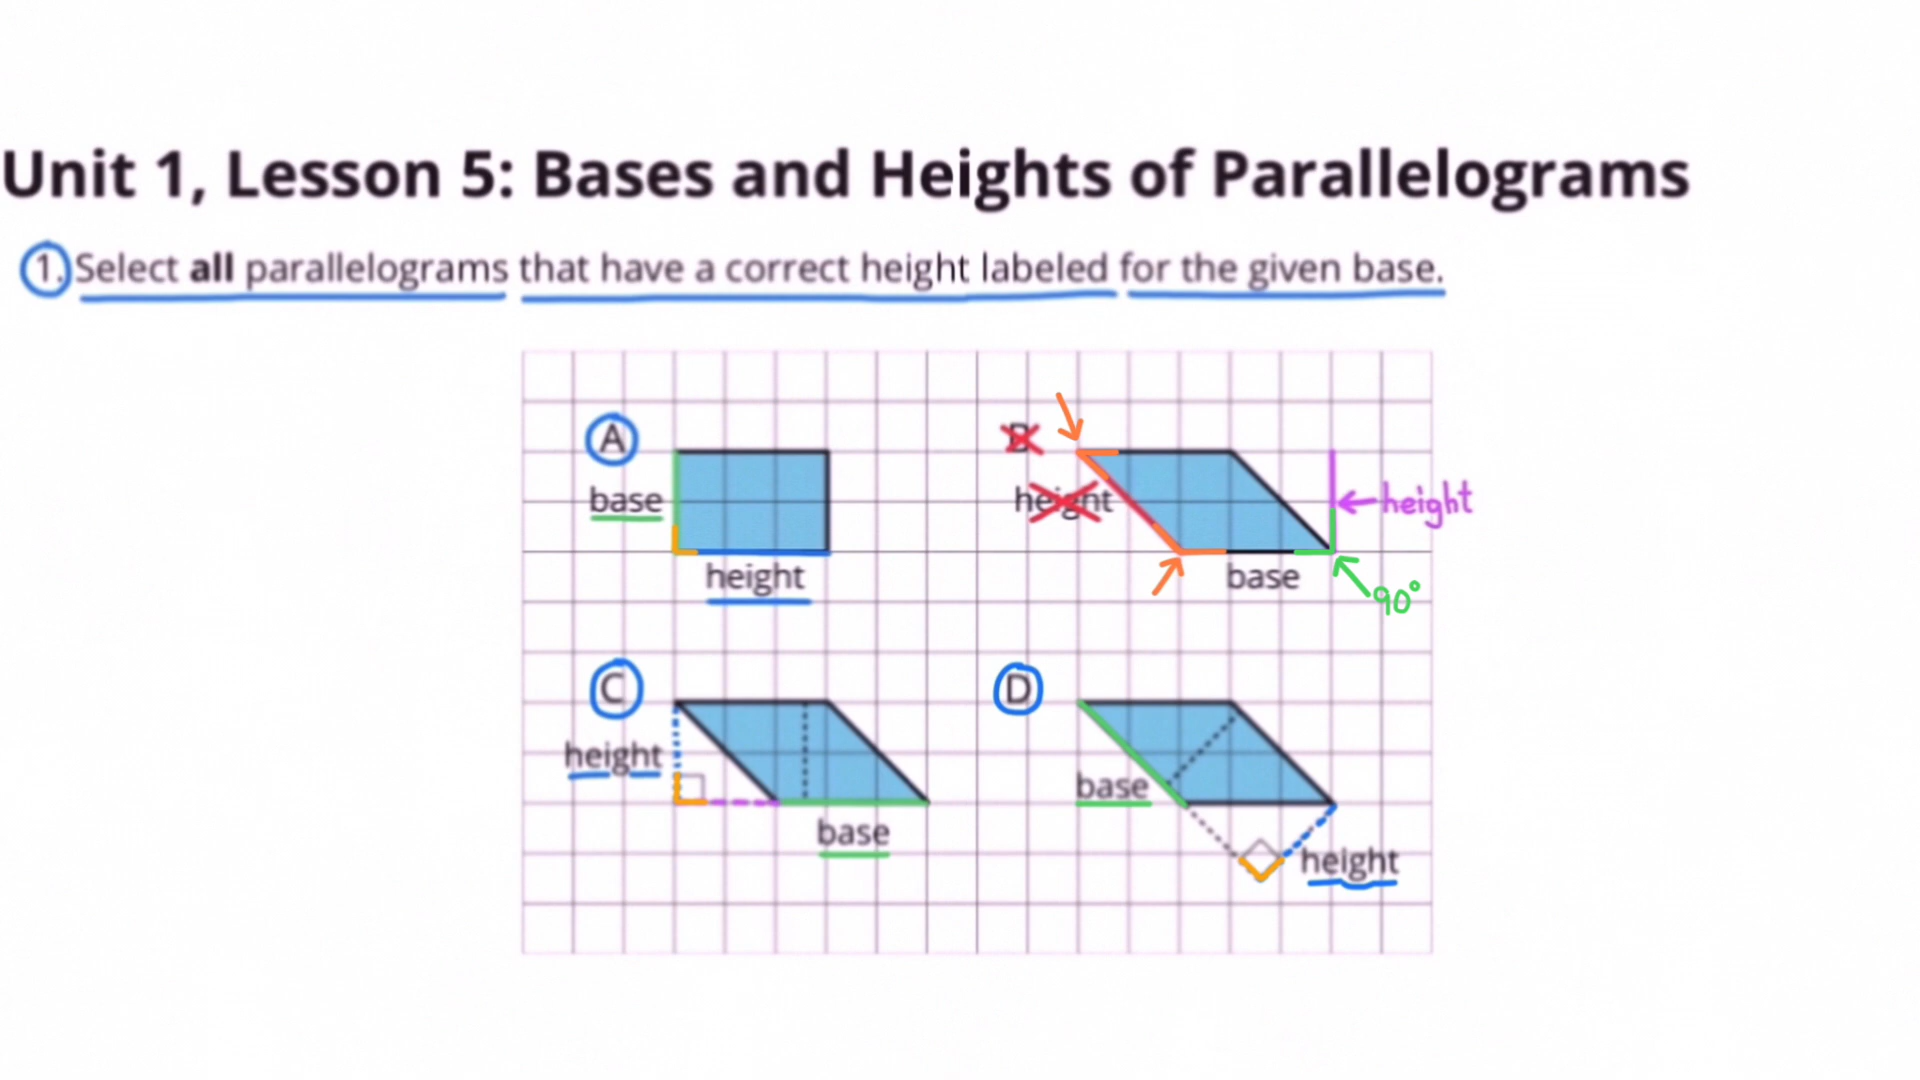 Unit 1, Lesson 5: Bases and Heights of Parallelograms
1. Select all parallelograms that have a correct height labeled for the given base.
A
base
height
B
height
base
height
90°
C
height
base
D
base
height